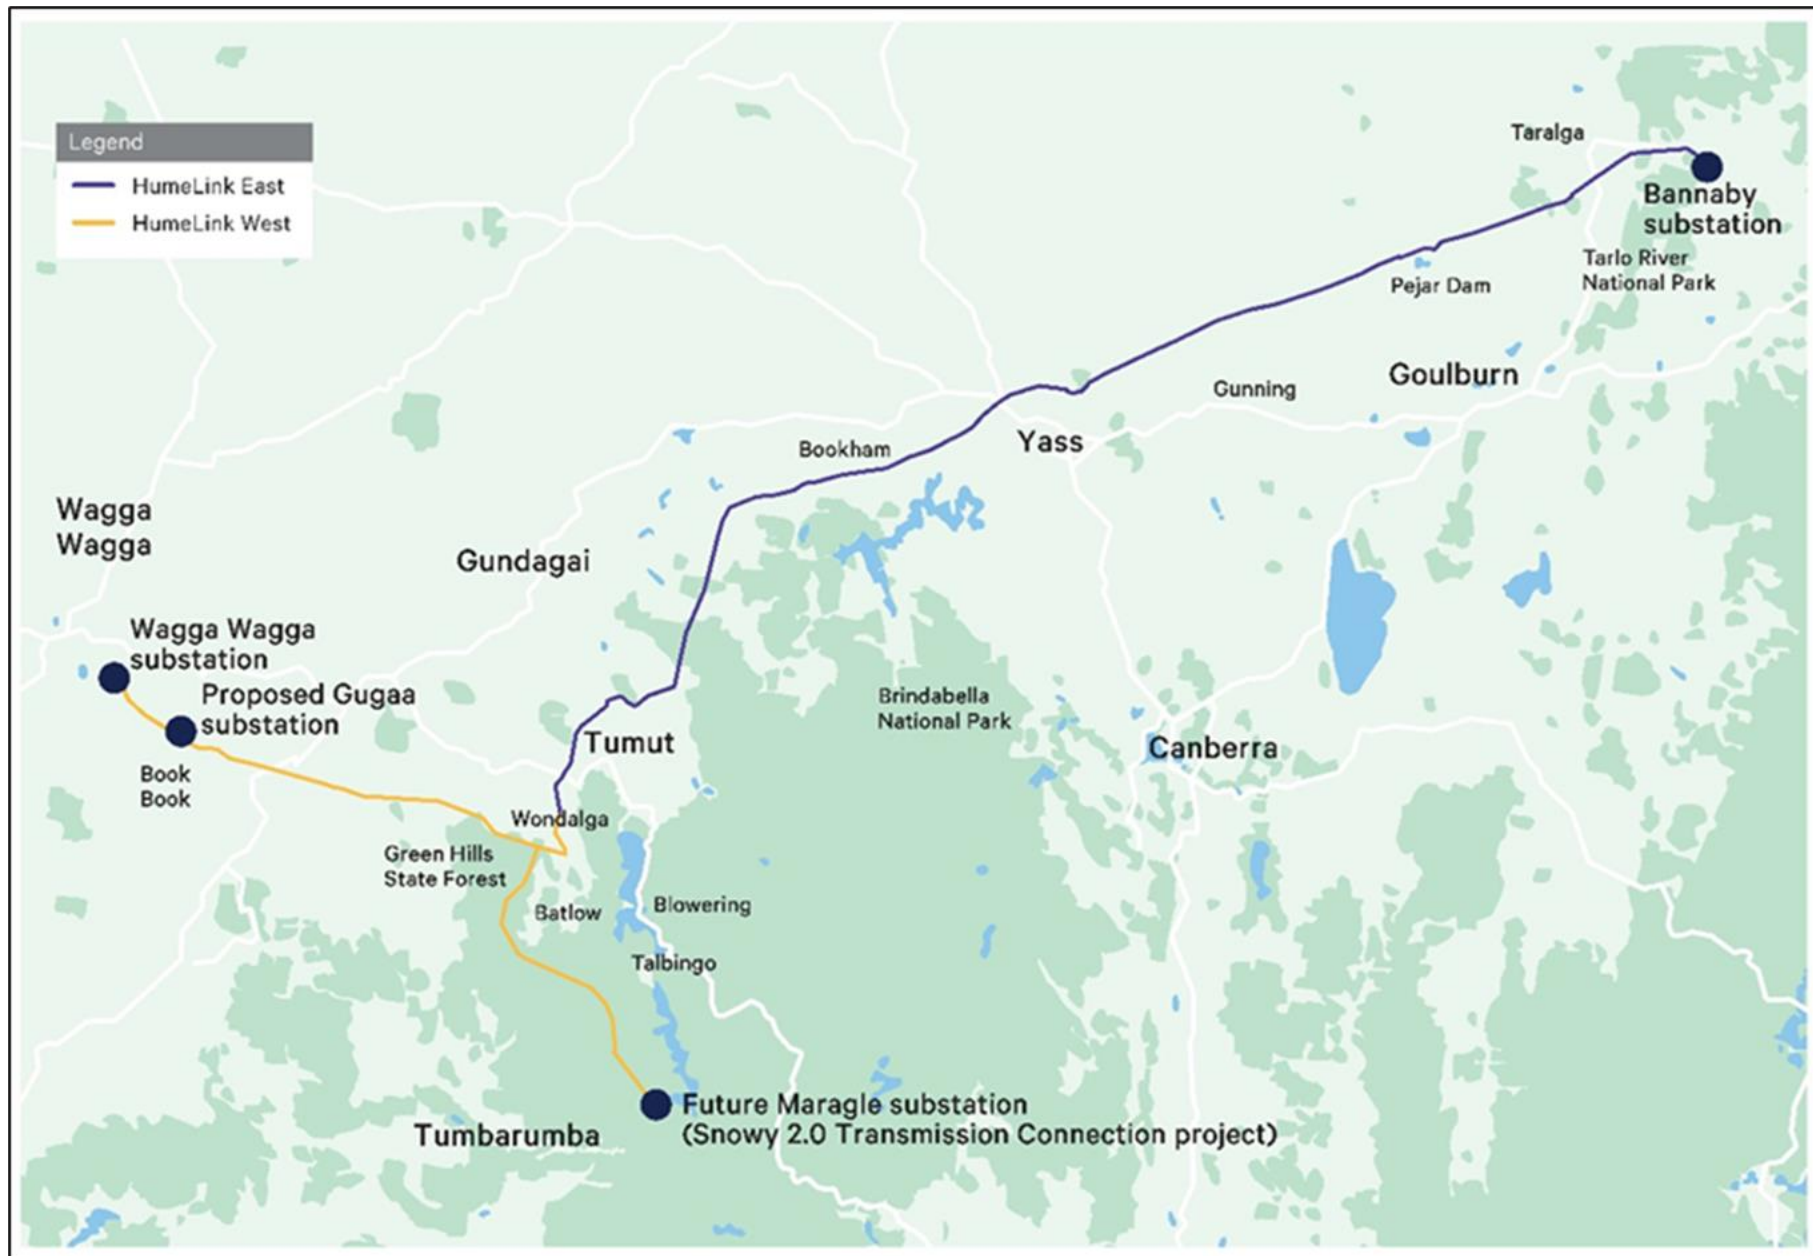 Legend
HumeLink East
HumeLink West
Taralga
Bannaby
substation
Tarlo River
National Park
Pejar Dam
Goulburn
Gunning
Yass
Bookham
Wagga
Wagga
Gundagai
Wagga Wagga
substation
Proposed Gugaa
substation
Book
Book
Brindabella
National Park
Tumut
Canberra
Wondalga
Green Hills
State Forest
Batlow
Blowering
Talbingo
Future Maragle substation
(Snowy 2.0 Transmission Connection project)
Tumbarumba